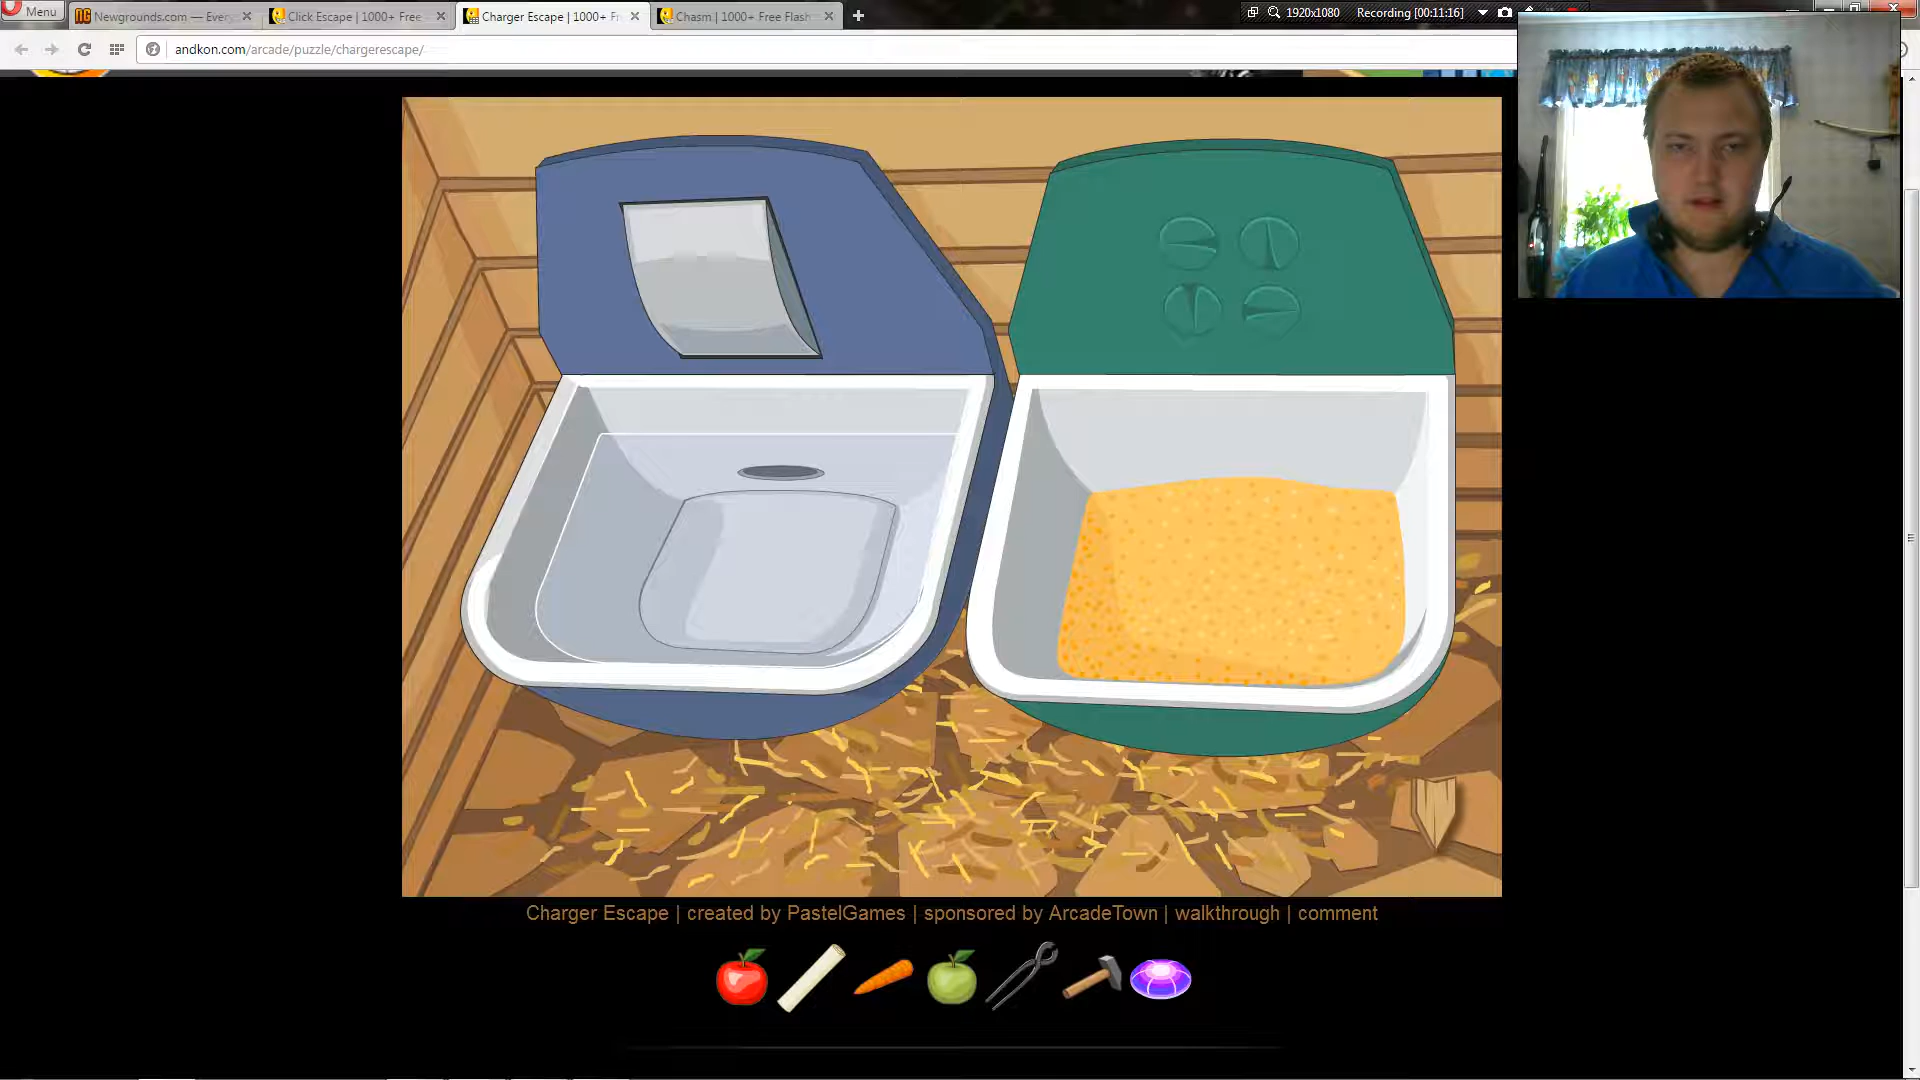 Menu
Newgrounds.com — Every
Click Escape | 1000+ Free
Charger Escape | 1000+ Fr
Chasm. | 1000+ Free Flash
1920x1080
Recording [00:11:16]
andkon.com/arcade/puzzle/chargerescape/
Charger Escape | created by PastelGames | sponsored by ArcadeTown | walkthrough | comment